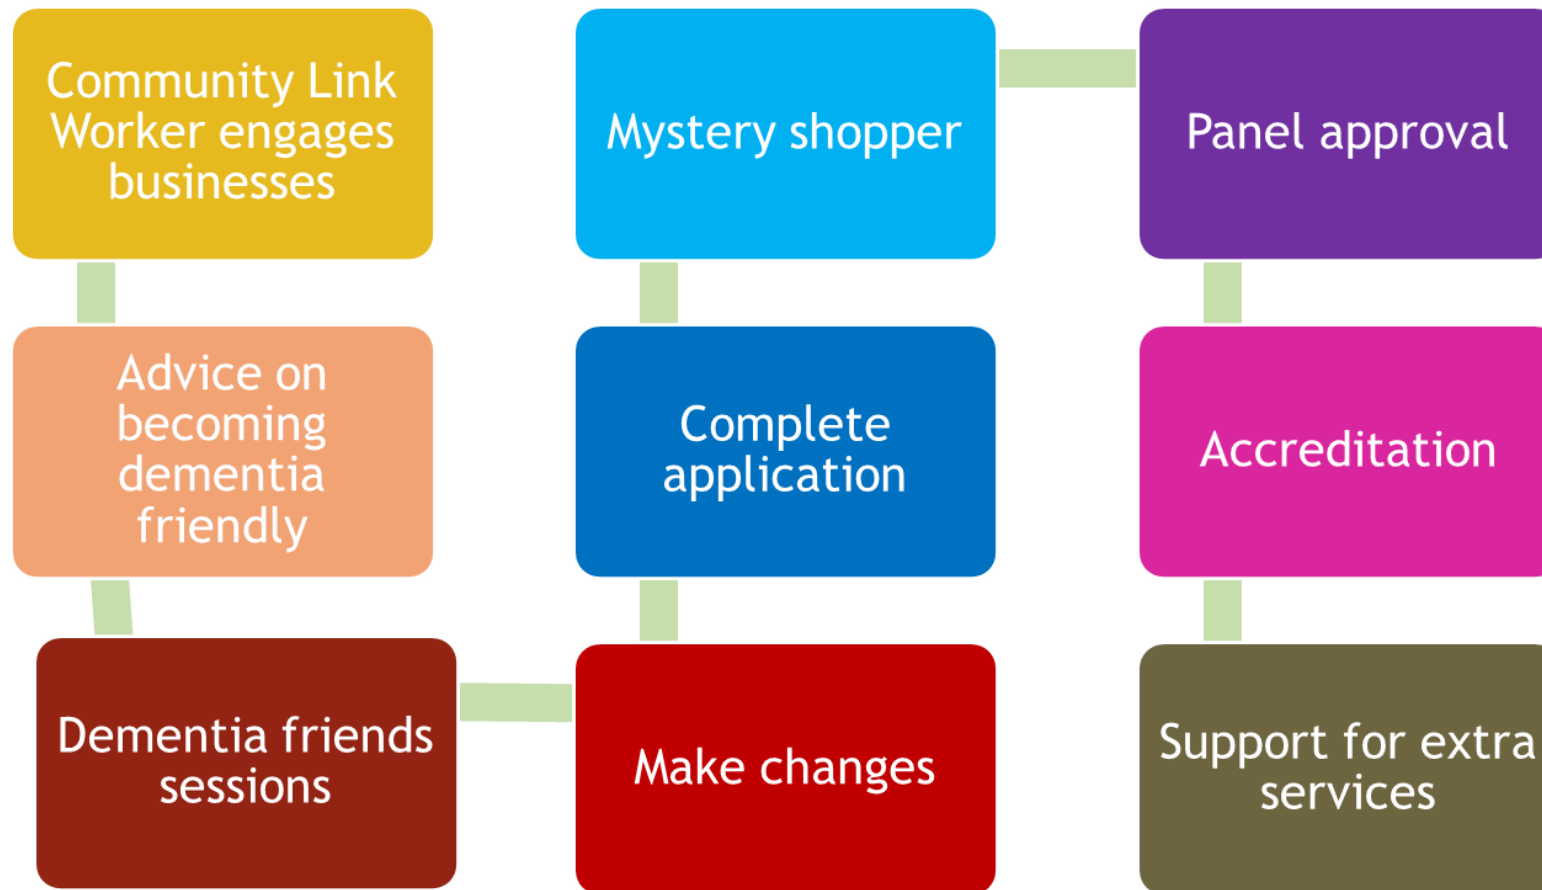 Community Link
Worker engages
businesses
Advice on
becoming
dementia
friendly
Dementia friends
sessions
Make changes
Complete
application
Mystery shopper
Panel approval
Accreditation
Support for extra
services